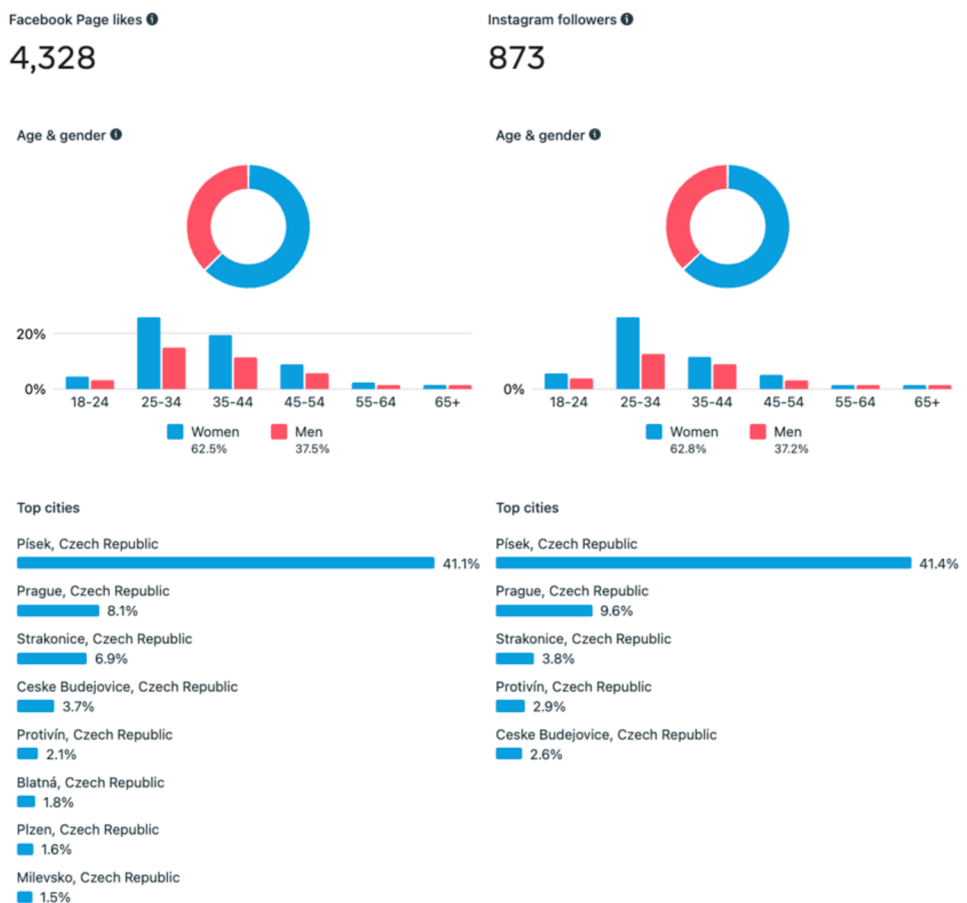 Facebook Page likes
4,328
Age & gender
20%
0%
18-24 25-34 35-44 45-54 55-64 65+
Women Men
62.5% 37.5%
Top cities
Písek, Czech Republic
41.1%
Prague, Czech Republic
8.1%
Strakonice, Czech Republic
6.9%
Ceske Budejovice, Czech Republic
3.7%
Protivín, Czech Republic
2.1%
Blatná, Czech Republic
1.8%
Plzen, Czech Republic
1.6%
Milevsko, Czech Republic
1.5%
Instagram followers
873
Age & gender
0%
18-24 25-34 35-44 45-54 55-64 65+
Women Men
62.8% 37.2%
Top cities
Písek, Czech Republic
41.4%
Prague, Czech Republic
9.6%
Strakonice, Czech Republic
3.8%
Protivín, Czech Republic
2.9%
Ceske Budejovice, Czech Republic
2.6%